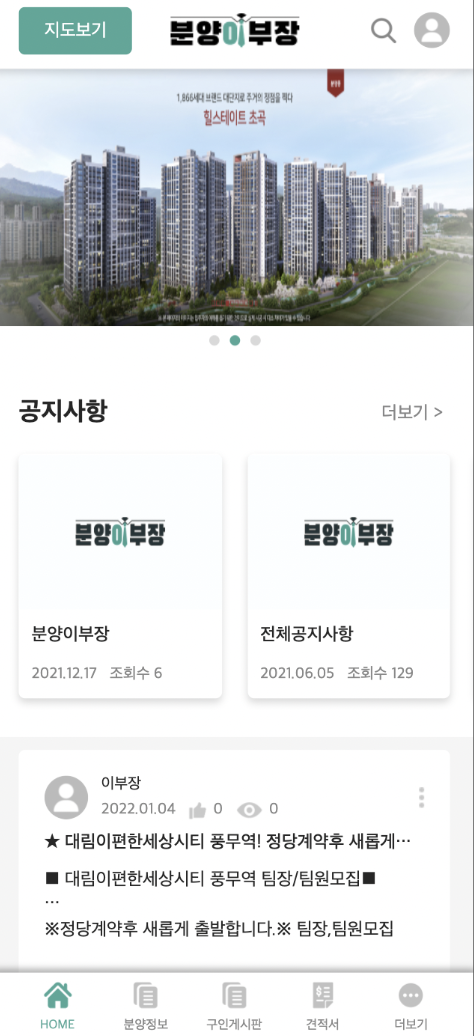 지도보기
분양이부장
분양왕
1,866세대 브랜드 대단지로 주거의 정점을 찍다
힐스테이트 초곡
공지사항
더보기 >
분양이부장
분양이부장
분양이부장
전체공지사항
2021.12.17 조회수 6
2021.06.05 조회수 129
이부장
2022.01.04 0 0
★ 대림이편한세상시티 풍무역! 정당계약후 새롭게…
■ 대림이편한세상시티 풍무역 팀장/팀원모집■
…
※정당계약후 새롭게 출발합니다.※ 팀장,팀원모집
HOME
분양정보
구인게시판
견적서
더보기